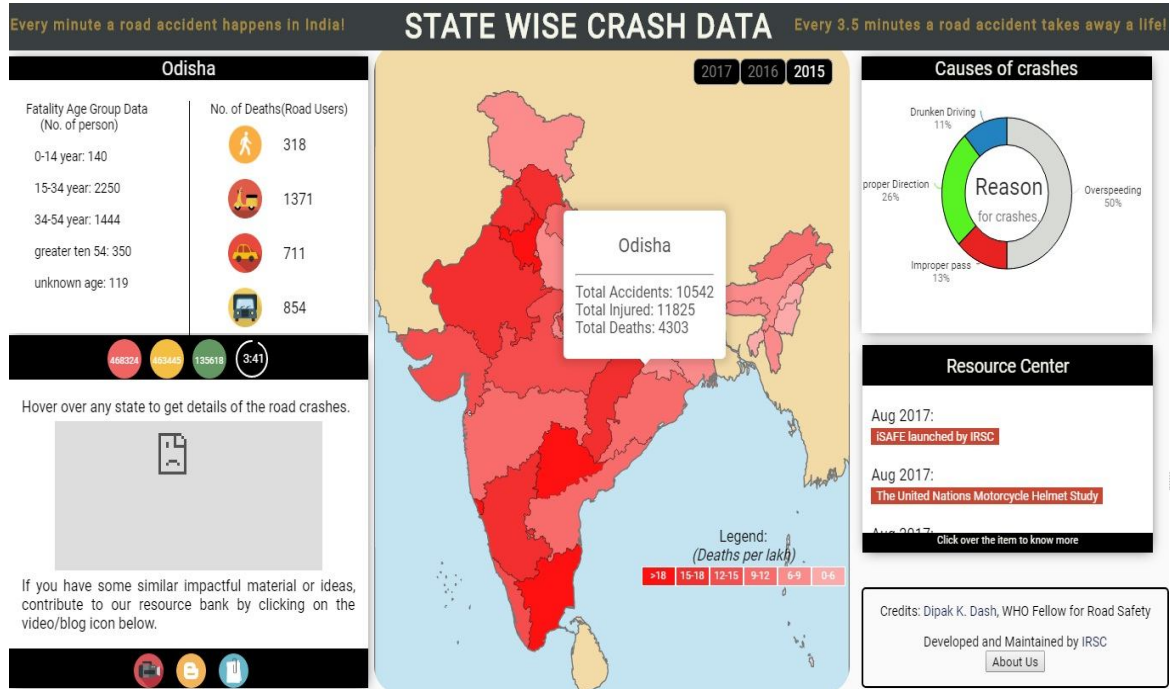 Every minute a road accident happens in India!
STATE WISE CRASH DATA
Every 3.5 minutes a road accident takes away a life!
Odisha
Fatality Age Group Data
(No. of person)
0-14 year: 140
15-34 year: 2250
34-54 year: 1444
greater ten 54: 350
unknown age: 119
No. of Deaths(Road Users)
318
1371
711
854
468324
463445
135618
3:41
Hover over any state to get details of the road crashes.
If you have some similar impactful material or ideas,
contribute to our resource bank by clicking on the
video/blog icon below.
2017
2016
2015
Odisha
Total Accidents: 10542
Total Injured: 11825
Total Deaths: 4303
Legend:
(Deaths per lakh)
>18
15-18
12-15
9-12
6-9
0-6
Causes of crashes
Drunken Driving
11%
proper Direction
26%
Reason
for crashes.
Overspeeding
50%
Improper pass
13%
Resource Center
Aug 2017:
iSAFE launched by IRSC
Aug 2017:
The United Nations Motorcycle Helmet Study
Aug 2017:
Click over the item to know more
Credits: Dipak K. Dash, WHO Fellow for Road Safety
Developed and Maintained by IRSC
About Us